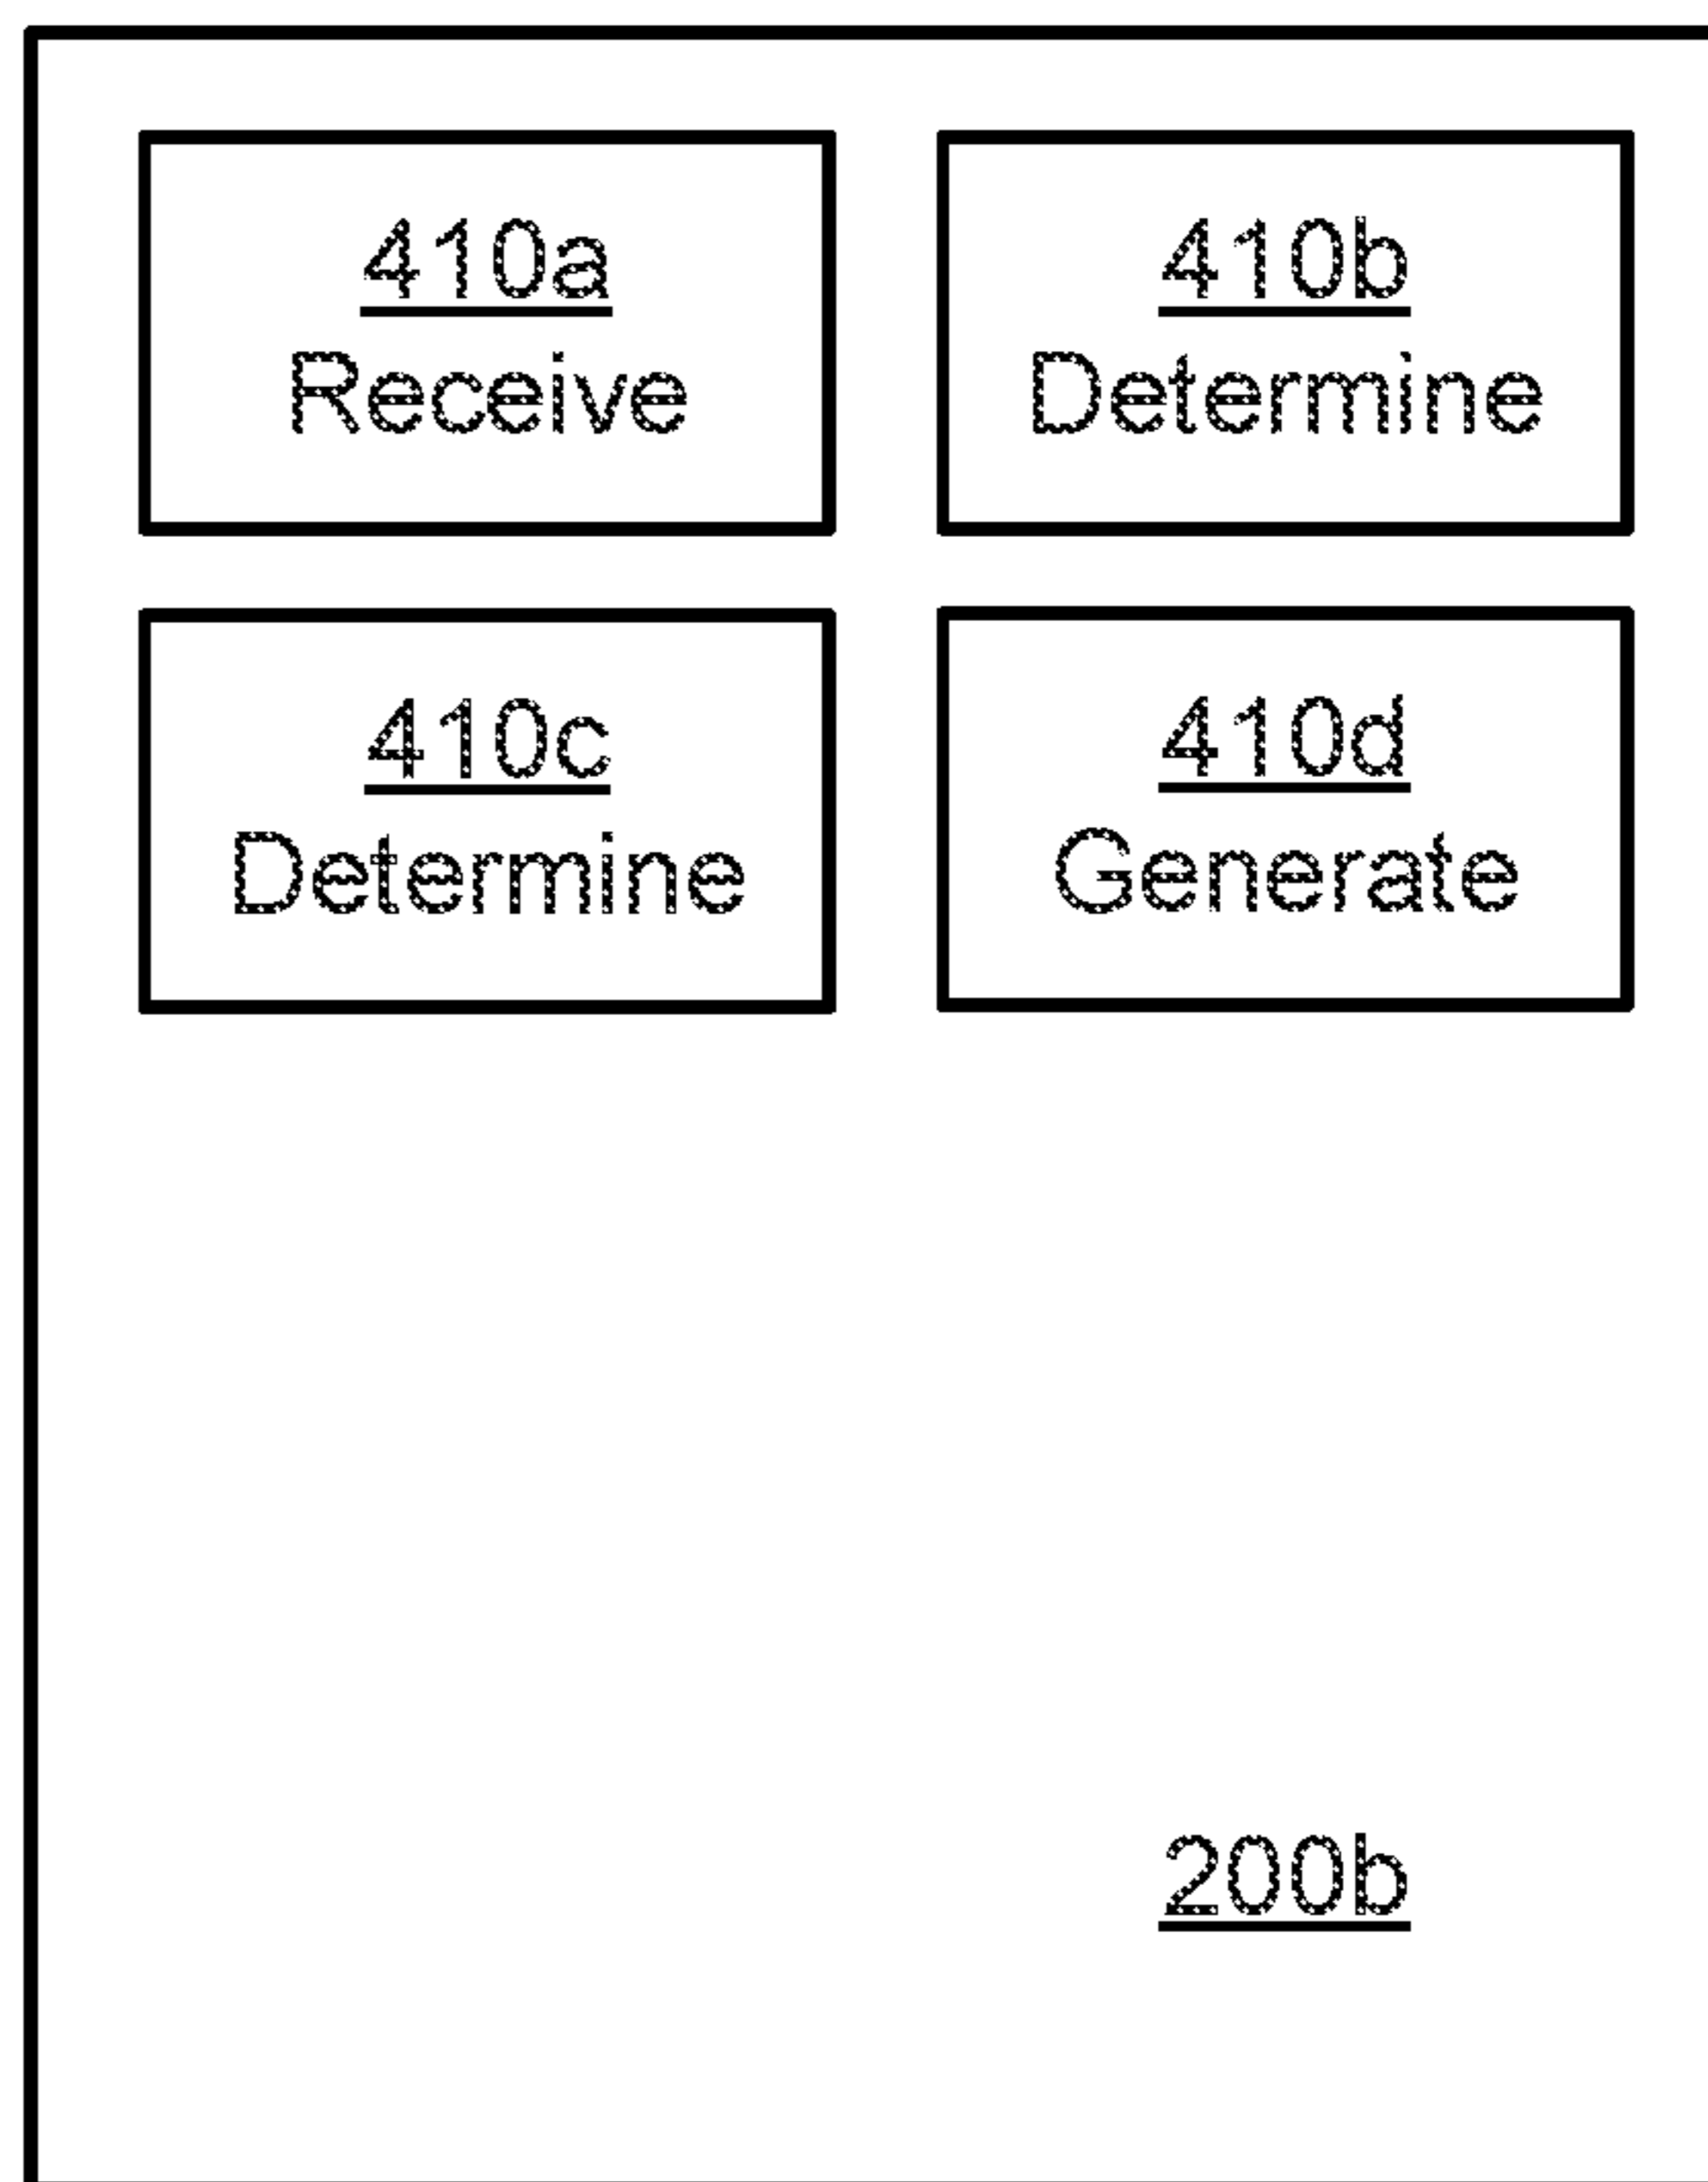 410a
Receive
410b
Determine
410c
Determine
410d
Generate
200b